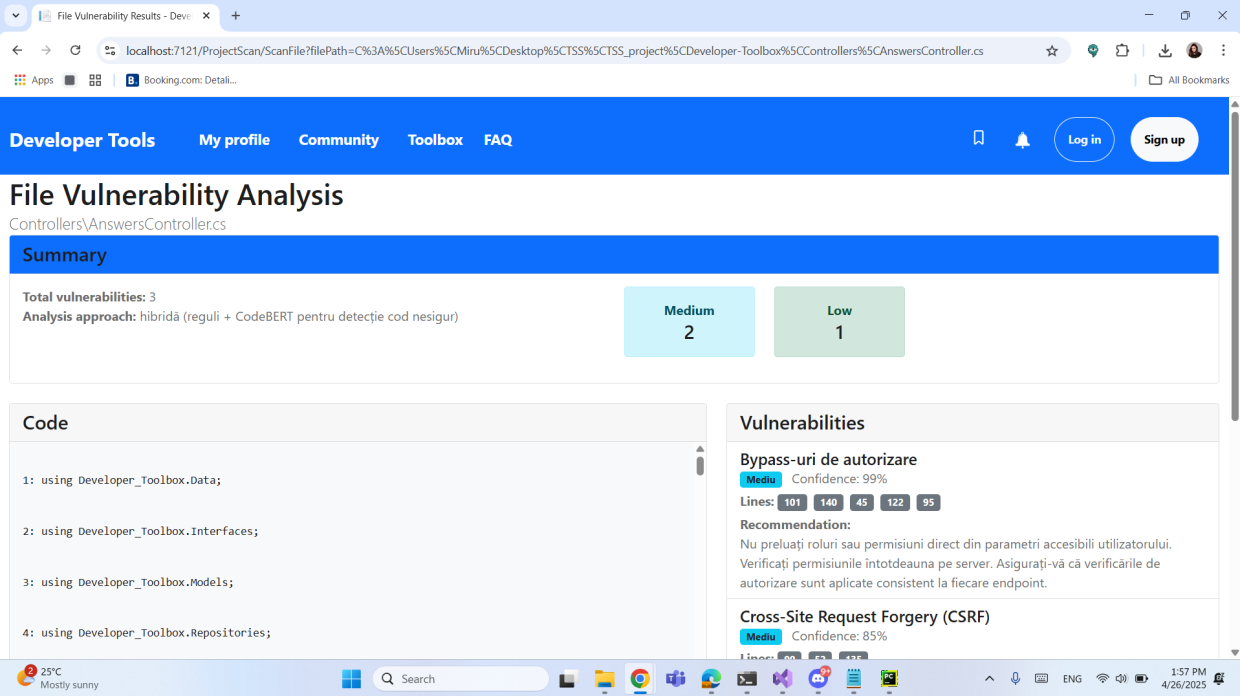 File Vulnerability Results - Deve
localhost:7121/ProjectScan/ScanFile?filePath=C%3A%5CUsers%5CMiru%5CDesktop%5CTSS%5CTSS_project%5CDeveloper-Toolbox%5CControllers%5CAnswersController.cs
Apps
B. Booking.com: Detali...
All Bookmarks
Developer Tools My profile Community Toolbox FAQ Log in Sign up
File Vulnerability Analysis
Controllers\AnswersController.cs
Summary
Total vulnerabilities: 3
Analysis approach: hibridă (reguli + CodeBERT pentru detecție cod nesigur)
Medium
2
Low
1
Code
1: using Developer_Toolbox.Data;
2: using Developer_Toolbox.Interfaces;
3: using Developer_Toolbox.Models;
4: using Developer_Toolbox.Repositories;
Vulnerabilities
Bypass-uri de autorizare
Mediu Confidence: 99%
Lines: 101 140 45 122 95
Recommendation:
Nu preluați roluri sau permisiuni direct din parametri accesibili utilizatorului.
Verificați permisiunile întotdeauna pe server. Asigurați-vă că verificările de
autorizare sunt aplicate consistent la fiecare endpoint.
Cross-Site Request Forgery (CSRF)
Mediu Confidence: 85%
Lines:
2
25°C
Mostly sunny
Search
9+
PC
ENG
1:57 PM
4/26/2025